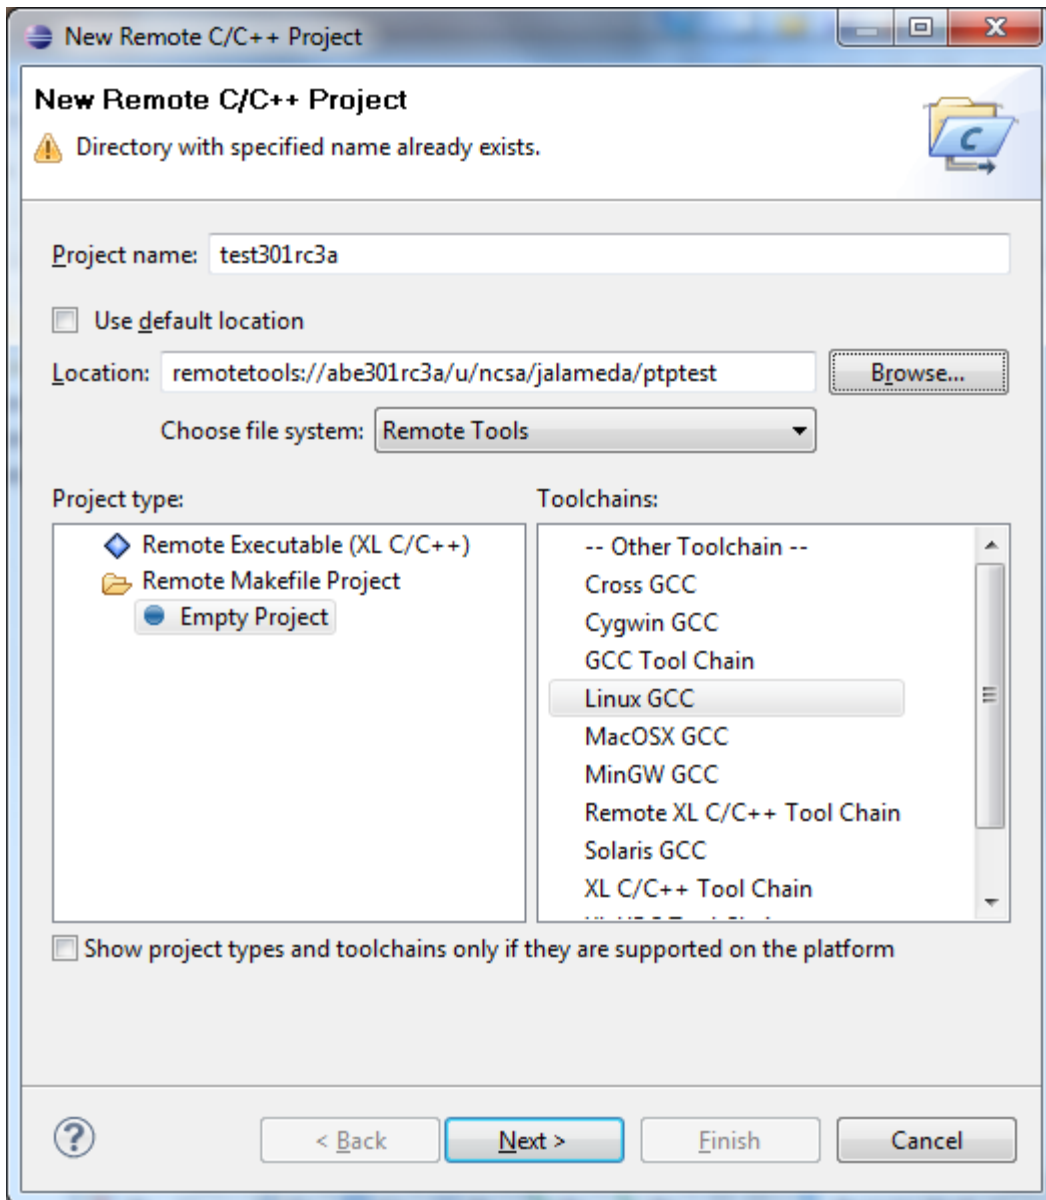 New Remote C/C++ Project
New Remote C/C++ Project
Directory with specified name already exists.
Project name: test301rc3a
Use default location
Location: remotetools://abe301rc3a/u/ncsa/jalameda/ptptest Browse...
Choose file system: Remote Tools
Project type:
Remote Executable (XL C/C++)
Remote Makefile Project
Empty Project
Toolchains:
-- Other Toolchain --
Cross GCC
Cygwin GCC
GCC Tool Chain
Linux GCC
MacOSX GCC
MinGW GCC
Remote XL C/C++ Tool Chain
Solaris GCC
XL C/C++ Tool Chain
Show project types and toolchains only if they are supported on the platform
? < Back Next > Finish Cancel